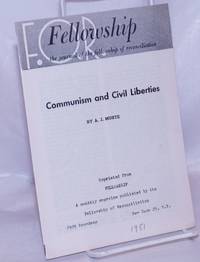 F.O.R.
Fellowship
the journal of the fellowship of reconciliation
Communism and Civil Liberties
BY A. J. MUSTE
Reprinted From
FELLOWSHIP
A monthly magazine published by the
Fellowship of Reconciliation
Broadway New York 25, N.Y.
1951